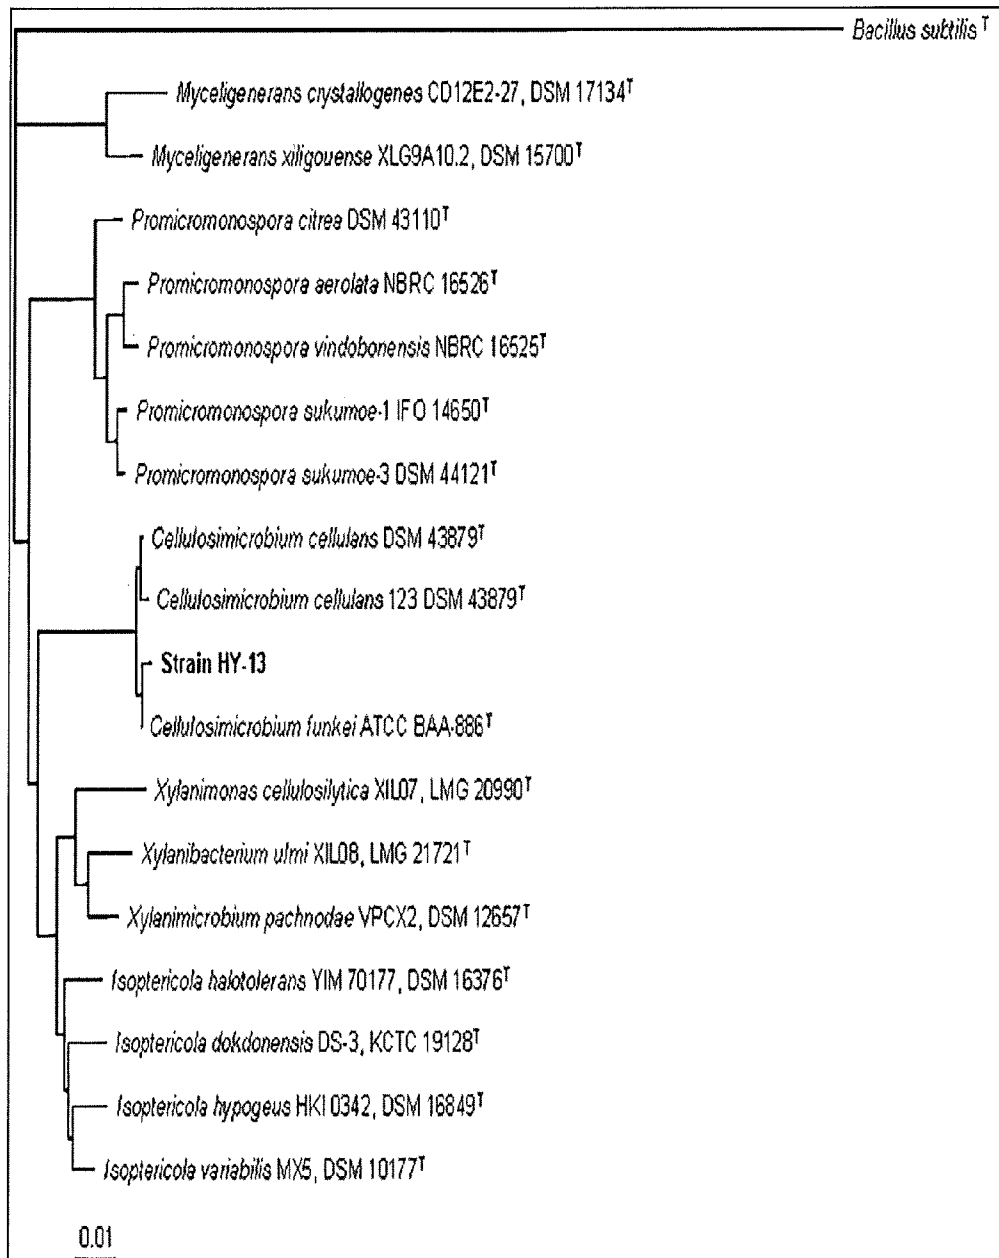 Bacillus subtilis T
Myceligenerans crystallogenes CD12E2-27, DSM 17134T
Myceligenerans xiligouense XLG9A10.2, DSM 15700T
Promicromonospora citrea DSM 43110T
Promicromonospora aerolata NBRC 16526T
Promicromonospora vindobonensis NBRC 16525T
Promicromonospora sukumoe-1 IFO 14650T
Promicromonospora sukumoe-3 DSM 44121T
Cellulosimicrobium cellulans DSM 43879T
Cellulosimicrobium cellulans 123 DSM 43879T
Strain HY-13
Cellulosimicrobium funkei ATCC BAA-886T
Xylanimonas cellulosilytica XIL07, LMG 20990T
Xylanibacterium ulmi XIL08, LMG 21721T
Xylanimicrobium pachnodae VPCX2, DSM 12657T
Isoptericola halotolerans YIM 70177, DSM 16376T
Isoptericola dokdonensis DS-3, KCTC 19128T
Isoptericola hypogeus HKI 0342, DSM 16849T
Isoptericola variabilis MX5, DSM 10177T
0.01